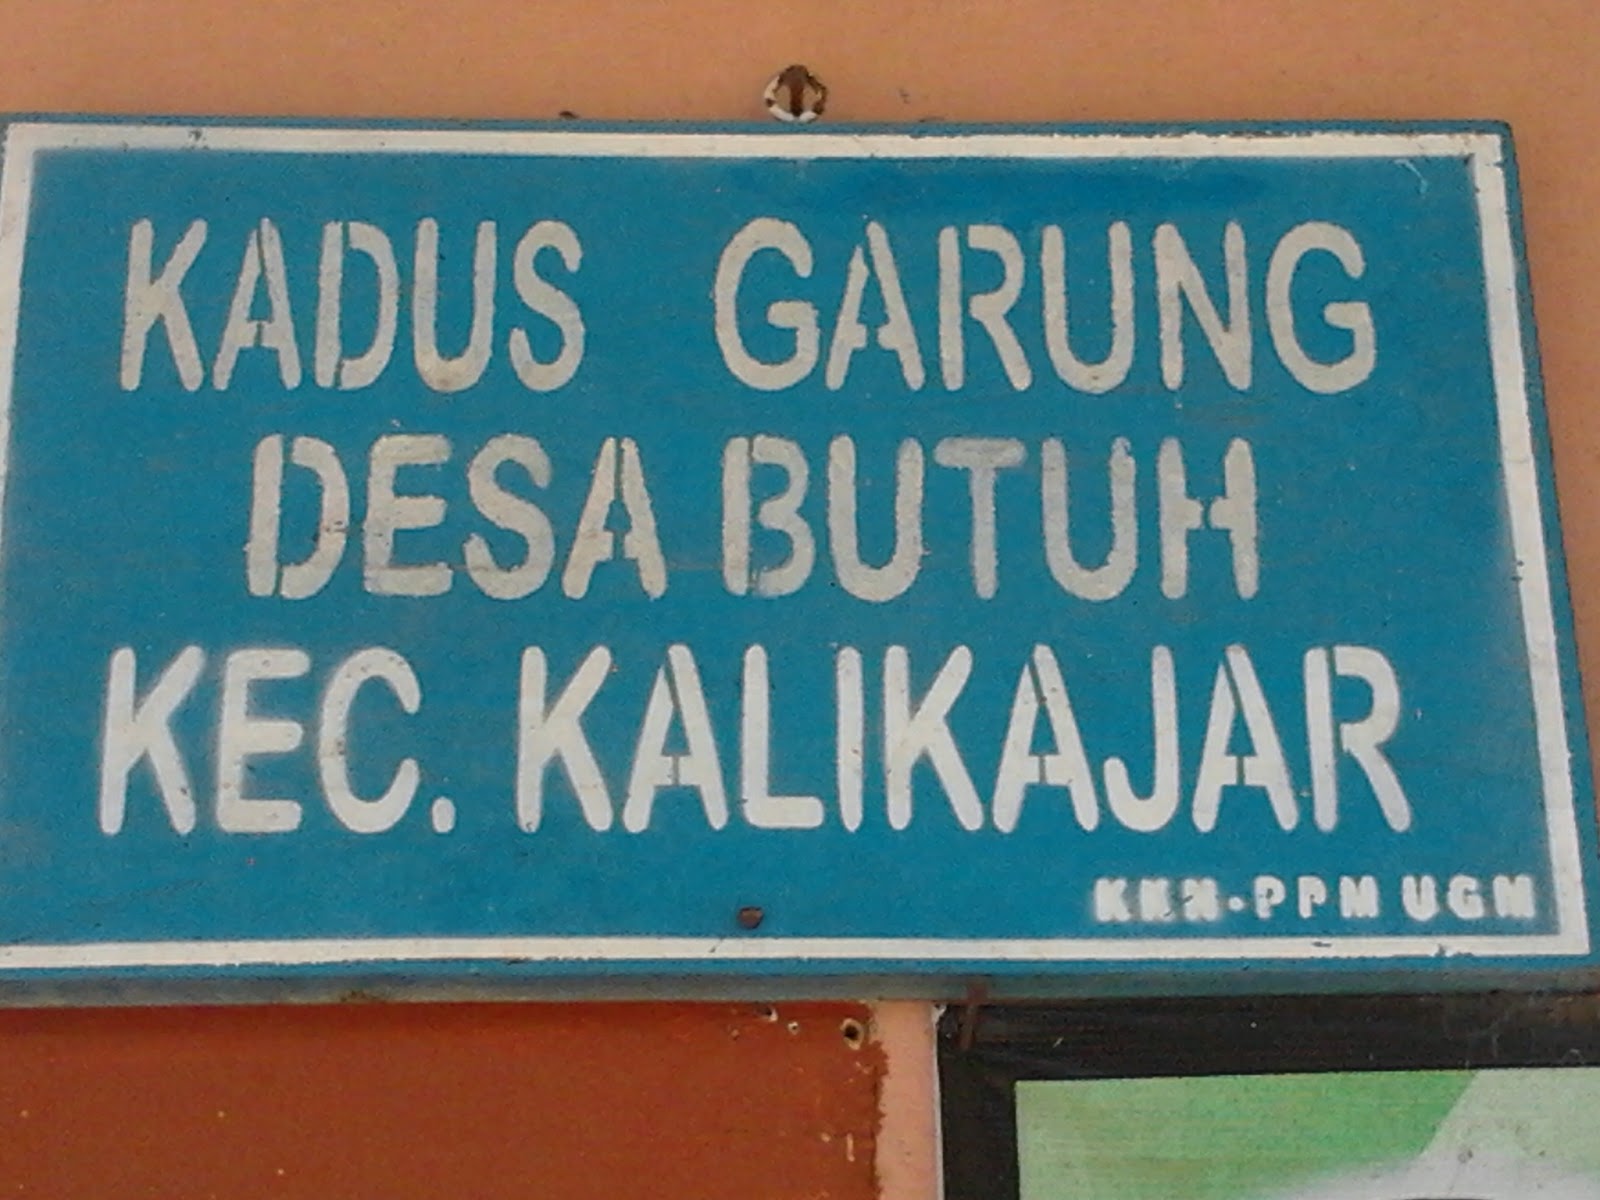 KADUS GARUNG
DESA BUTUH
KEC. KALIKAJAR
KKN-PPM UGM